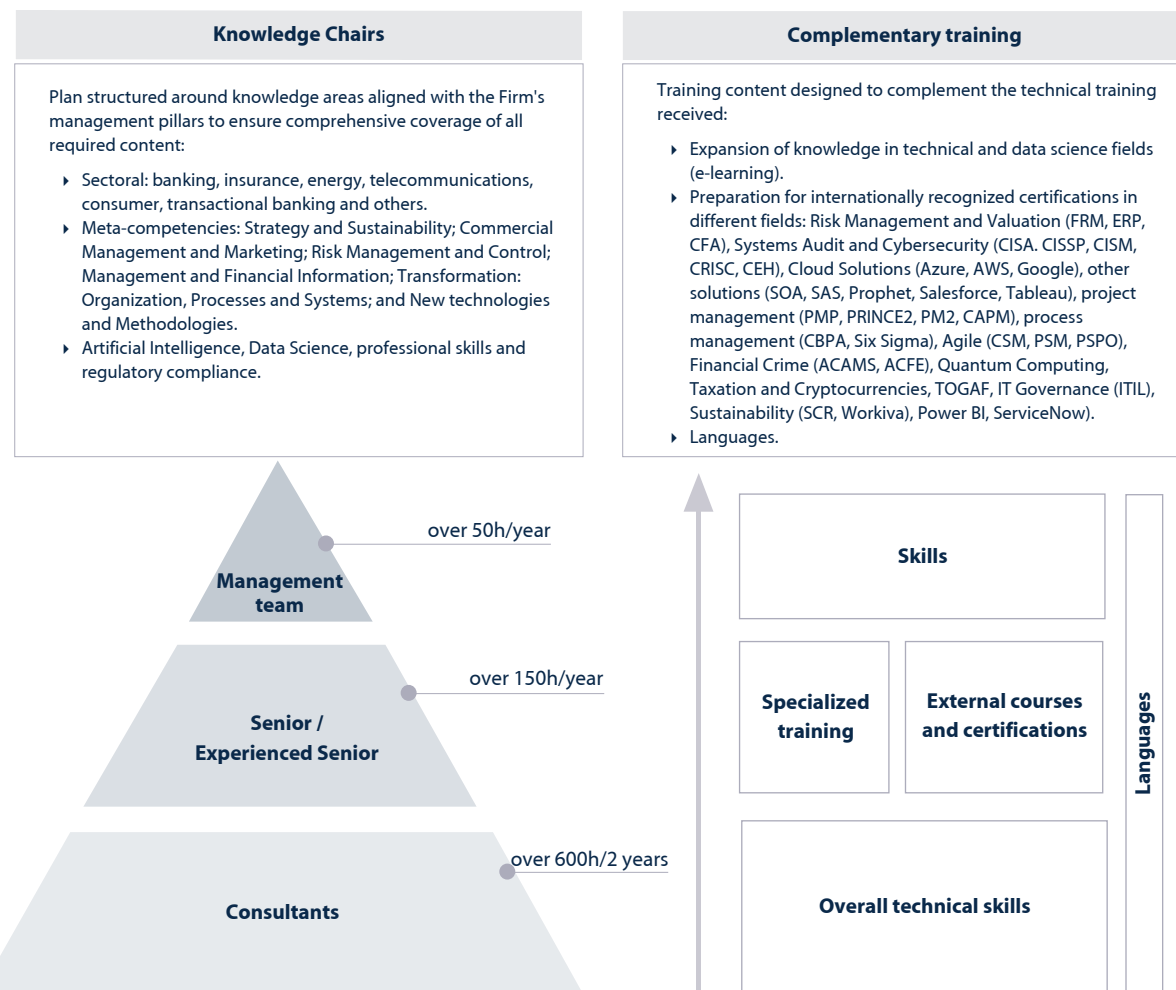 Knowledge Chairs
Plan structured around knowledge areas aligned with the Firm's
management pillars to ensure comprehensive coverage of all
required content:
Sectoral: banking, insurance, energy, telecommunications,
consumer, transactional banking and others.
Meta-competencies: Strategy and Sustainability; Commercial
Management and Marketing; Risk Management and Control;
Management and Financial Information; Transformation:
Organization, Processes and Systems; and New technologies
and Methodologies.
Artificial Intelligence, Data Science, professional skills and
regulatory compliance.
Complementary training
Training content designed to complement the technical training
received:
Expansion of knowledge in technical and data science fields
(e-learning).
Preparation for internationally recognized certifications in
different fields: Risk Management and Valuation (FRM, ERP,
CFA), Systems Audit and Cybersecurity (CISA. CISSP, CISM,
CRISC, CEH), Cloud Solutions (Azure, AWS, Google), other
solutions (SOA, SAS, Prophet, Salesforce, Tableau), project
management (PMP, PRINCE2, PM2, CAPM), process
management (CBPA, Six Sigma), Agile (CSM, PSM, PSPO),
Financial Crime (ACAMS, ACFE), Quantum Computing,
Taxation and Cryptocurrencies, TOGAF, IT Governance (ITIL),
Sustainability (SCR, Workiva), Power BI, ServiceNow).
Languages.
over 50h/year
Management
team
over 150h/year
Senior /
Experienced Senior
over 600h/2 years
Consultants
Skills
Specialized
training
External courses
and certifications
Overall technical skills
Languages